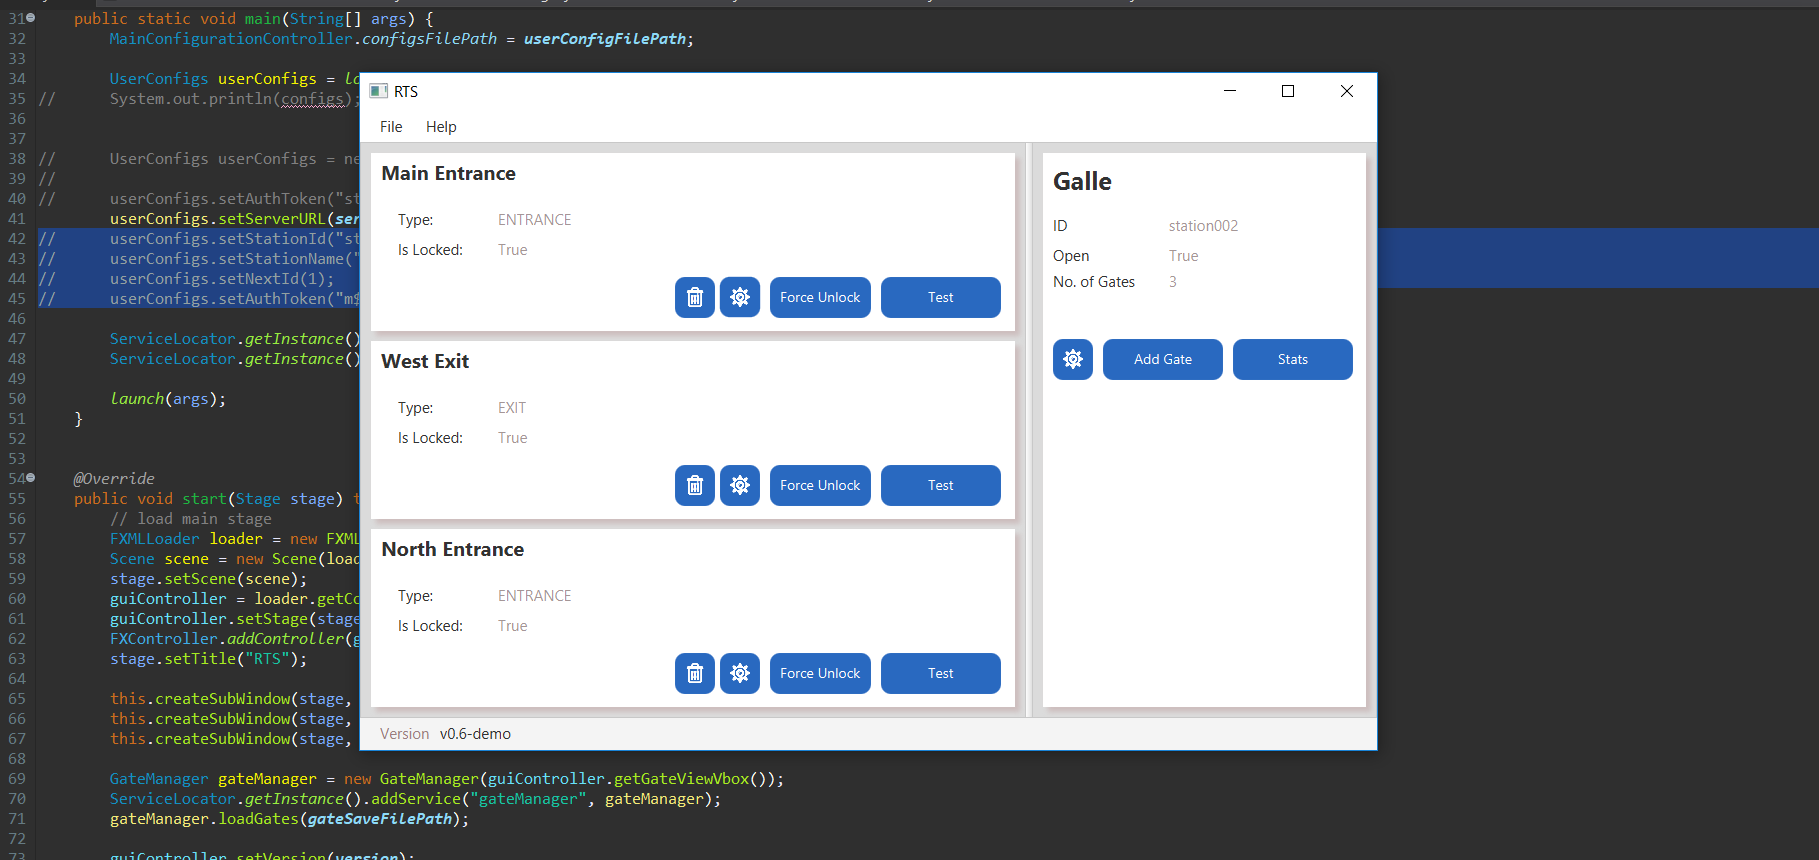 31 public static void main(String[] args) {
32 MainConfigurationController.configsFilePath = userConfigFilePath;
33
34 UserConfigs userConfigs =
35 // System.out.println(configs);
36
37
38 // UserConfigs userConfigs =
39 //
40 // userConfigs.setAuthToken("st
41 userConfigs.setServerURL(ser
42 // userConfigs.setStationId("st
43 // userConfigs.setStationName("
44 // userConfigs.setNextId(1);
45 // userConfigs.setAuthToken("m$
46
47 ServiceLocator.getInstance()
48 ServiceLocator.getInstance()
49
50 launch(args);
51 }
52
53
54 @Override
55 public void start(Stage stage) t
56 // load main stage
57 FXMLLoader loader = new FXML
58 Scene scene = new Scene(load
59 stage.setScene(scene);
60 guiController = loader.getCo
61 guiController.setStage(stage
62 FXController.addController(g
63 stage.setTitle("RTS");
64
65 this.createSubWindow(stage,
66 this.createSubWindow(stage,
67 this.createSubWindow(stage,
68
69 GateManager gateManager = new GateManager(guiController.getGateViewVbox());
70 ServiceLocator.getInstance().addService("gateManager", gateManager);
71 gateManager.loadGates(gateSaveFilePath);
72
73 guiController.setVersion(version);
RTS
File Help
Main Entrance
Type: ENTRANCE
Is Locked: True
Force Unlock Test
West Exit
Type: EXIT
Is Locked: True
Force Unlock Test
North Entrance
Type: ENTRANCE
Is Locked: True
Force Unlock Test
Galle
ID station002
Open True
No. of Gates 3
Add Gate Stats
Version v0.6-demo